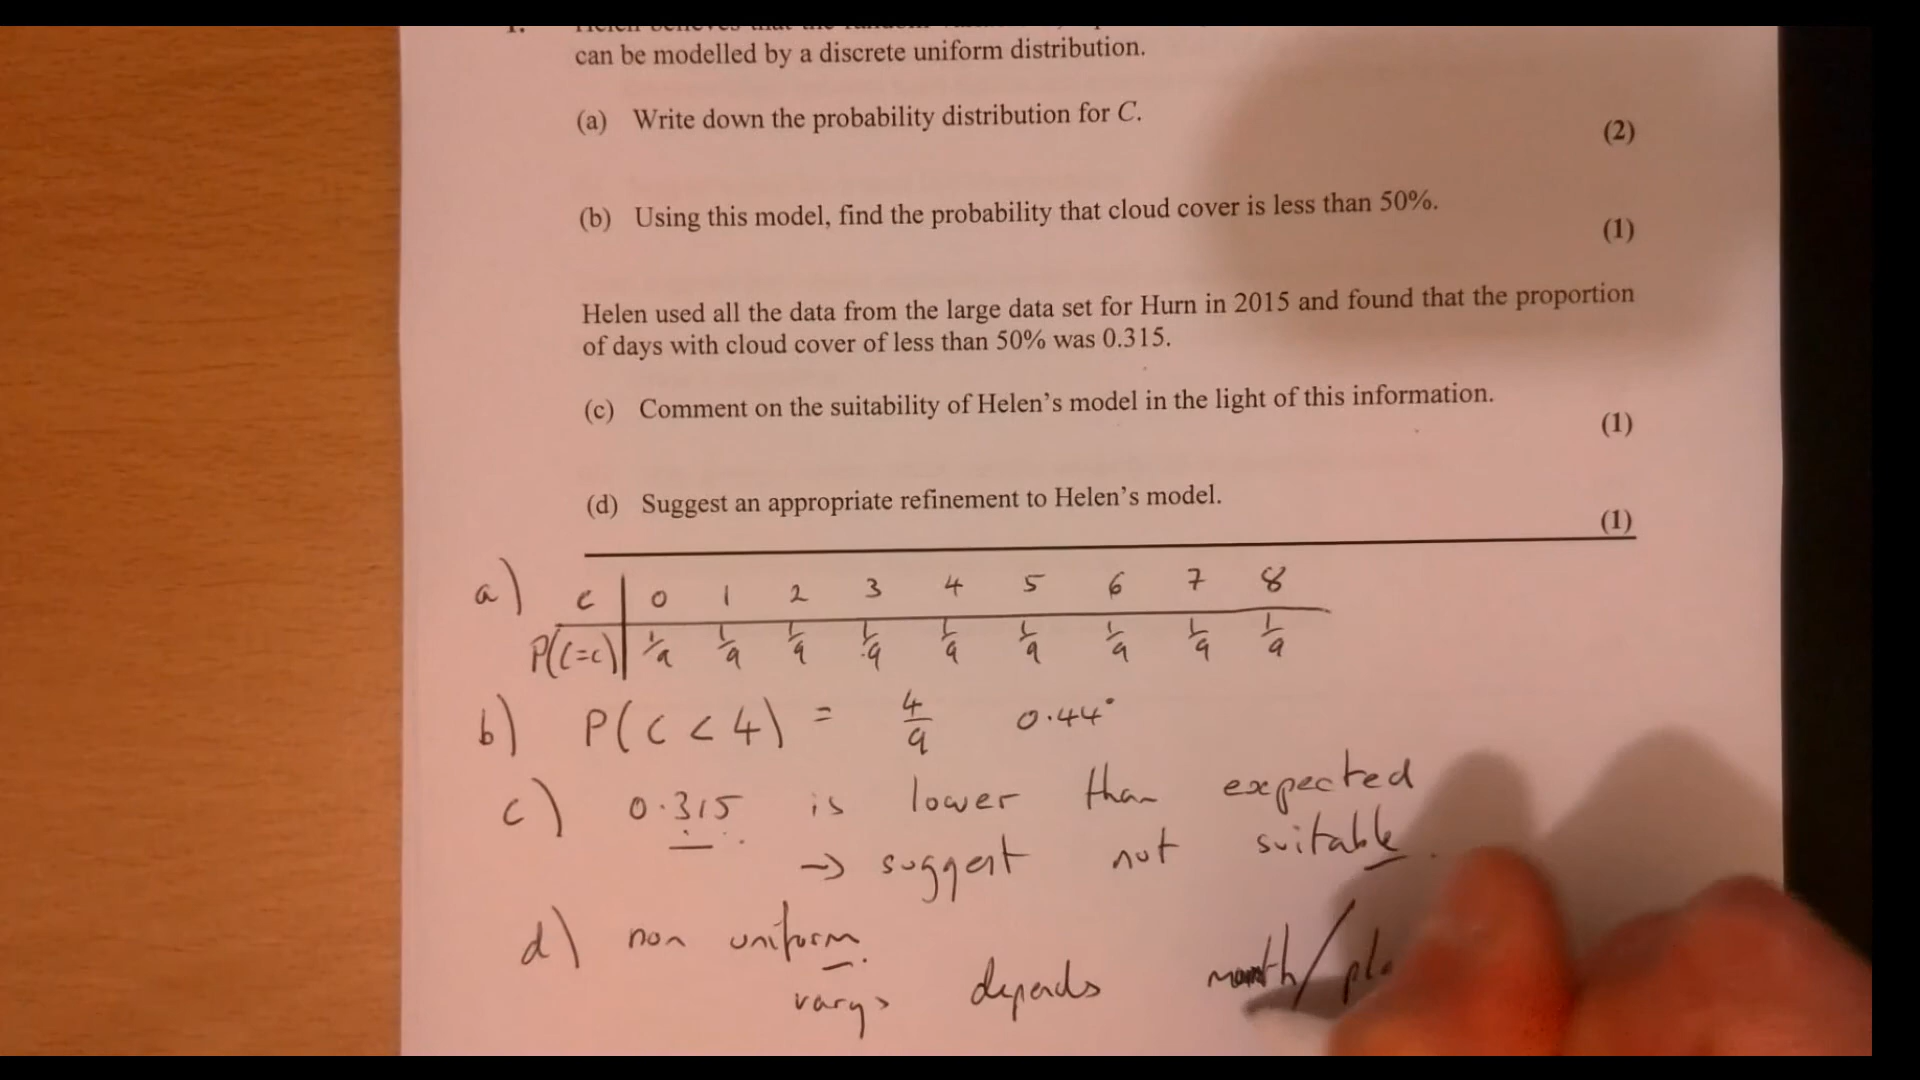 1. Helen believes that the random
can be modelled by a discrete uniform distribution.
(a) Write down the probability distribution for C.
(2)
(b) Using this model, find the probability that cloud cover is less than 50%.
(1)
Helen used all the data from the large data set for Hurn in 2015 and found that the proportion
of days with cloud cover of less than 50% was 0.315.
(c) Comment on the suitability of Helen's model in the light of this information.
(1)
(d) Suggest an appropriate refinement to Helen's model.
(1)
a) c 0 1 2 3 4 5 6 7 8
P(C=c) 1/9 1/9 1/9 1/9 1/9 1/9 1/9 1/9 1/9
b) P(C < 4) = 4/9 0.44°
c) 0.315 is lower than expected
→ suggest not suitable.
d) non uniform.
varys depends month/